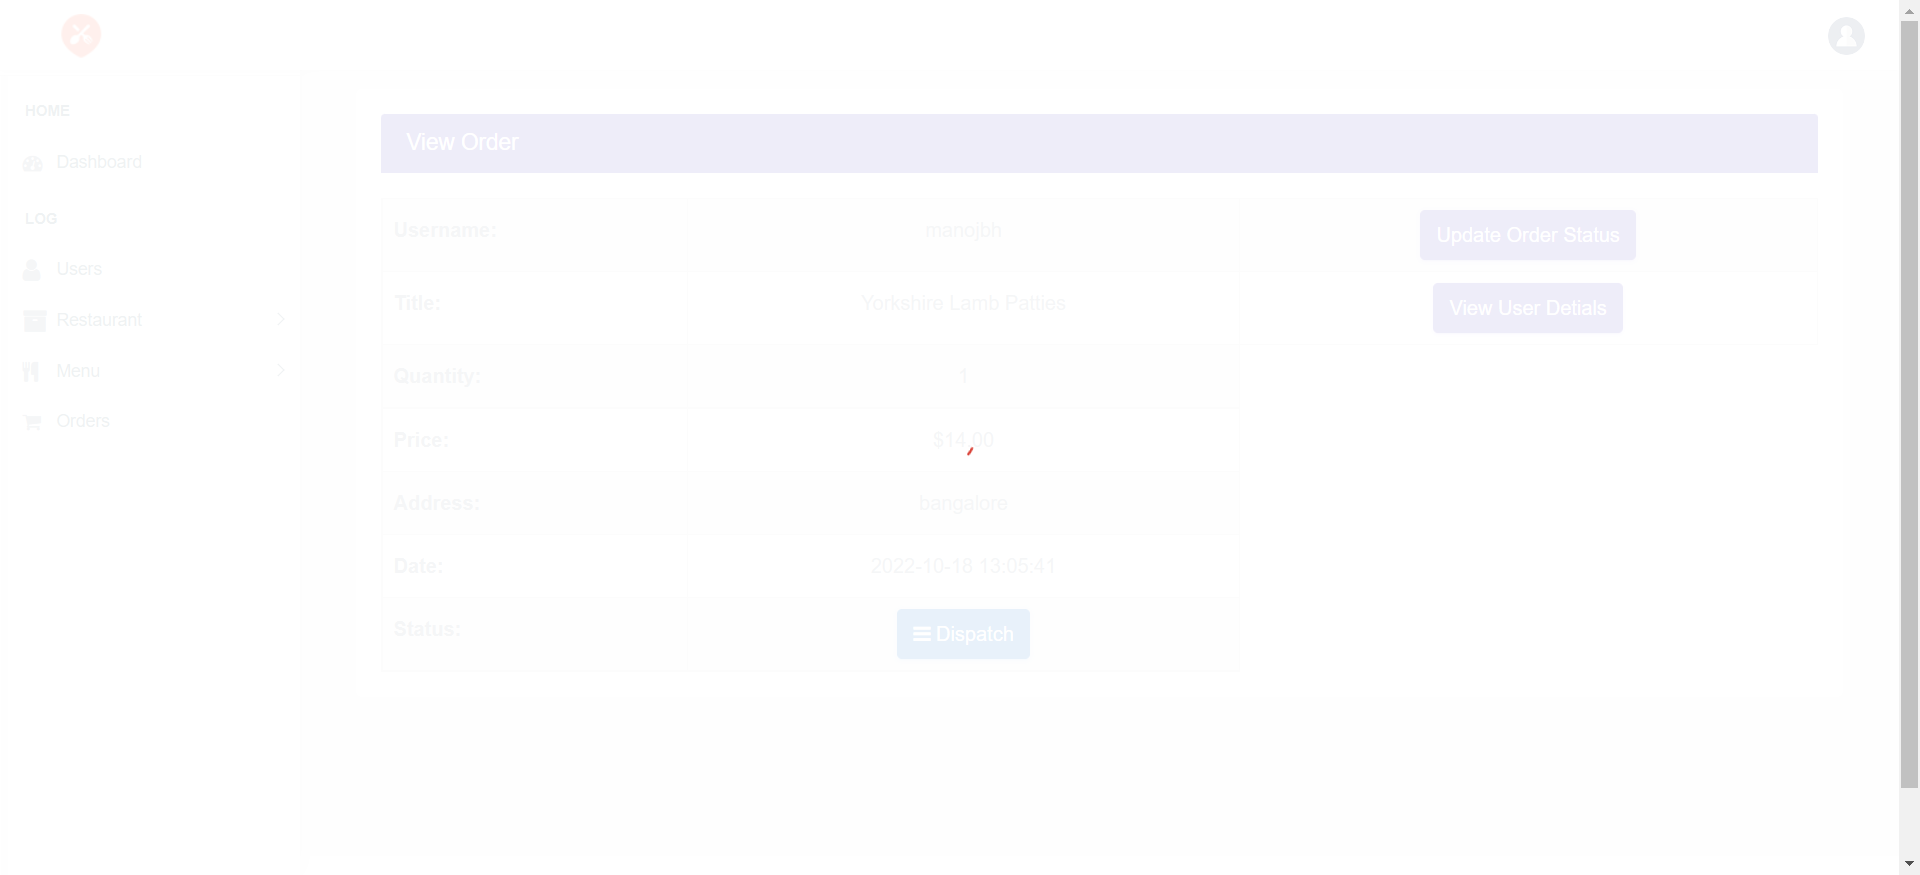 HOME
Dashboard
LOG
Users
Restaurant
Menu
Orders
View Order
Username: manojbh Update Order Status
Title: Yorkshire Lamb Patties View User Detials
Quantity: 1
Price: $14.00
Address: bangalore
Date: 2022-10-18 13:05:41
Status: Dispatch